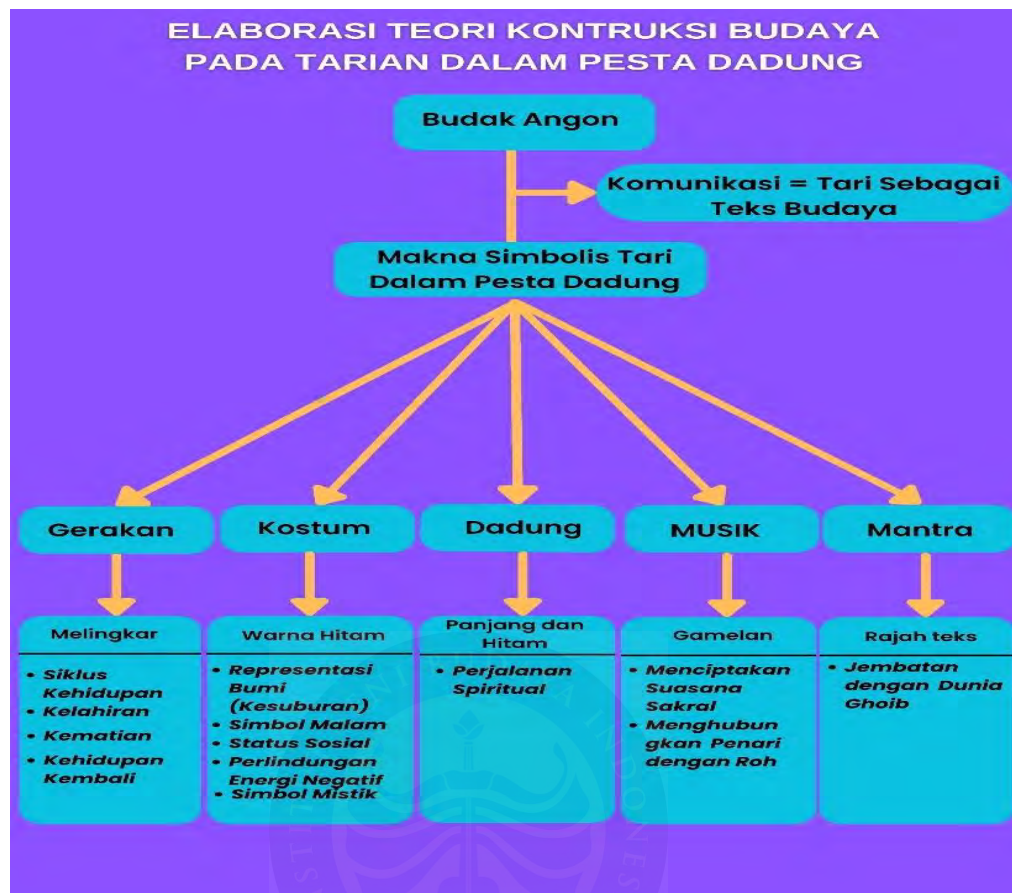 ELABORASI TEORI KONTRUKSI BUDAYA
PADA TARIAN DALAM PESTA DADUNG
Budak Angon
Komunikasi = Tari Sebagai
Teks Budaya
Makna Simbolis Tari
Dalam Pesta Dadung
Gerakan
Kostum
Dadung
MUSIK
Mantra
Melingkar
• Siklus
Kehidupan
• Kelahiran
• Kematian
• Kehidupan
Kembali
Warna Hitam
• Representasi
Bumi
(Kesuburan)
• Simbol Malam
• Status Sosial
• Perlindungan
Energi Negatif
• Simbol Mistik
Panjang dan
Hitam
• Perjalanan
Spiritual
Gamelan
• Menciptakan
Suasana
Sakral
• Menghubun
gkan Penari
dengan Roh
Rajah teks
• Jembatan
dengan Dunia
Ghoib